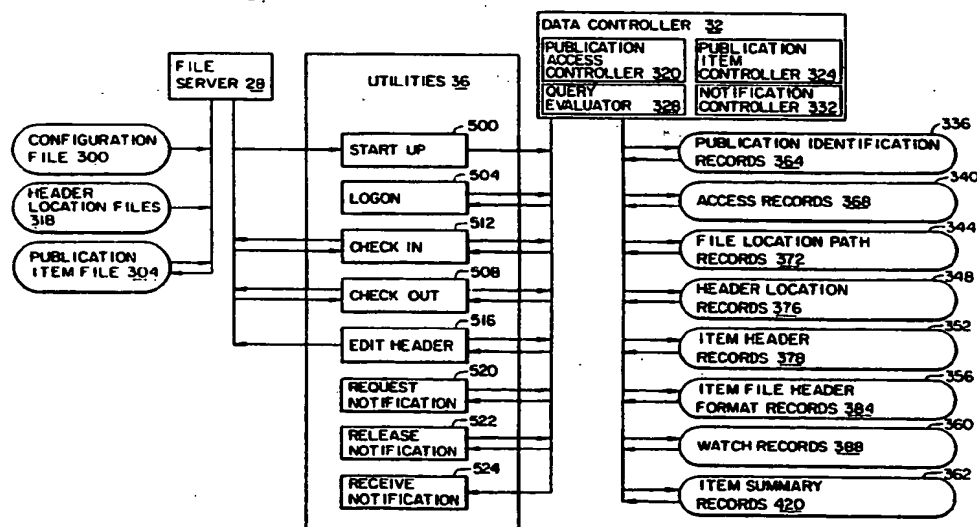 DATA CONTROLLER 32
PUBLICATION
ACCESS
CONTROLLER 320
PUBLICATION
ITEM
CONTROLLER 324
QUERY
EVALUATOR 328
NOTIFICATION
CONTROLLER 332
FILE
SERVER 28
UTILITIES 36
CONFIGURATION
FILE 300
HEADER
LOCATION FILES
318
PUBLICATION
ITEM FILE 304
500
START UP
504
LOGON
512
CHECK IN
508
CHECK OUT
516
EDIT HEADER
520
REQUEST
NOTIFICATION
522
RELEASE
NOTIFICATION
524
RECEIVE
NOTIFICATION
336
PUBLICATION IDENTIFICATION
RECORDS 364
340
ACCESS RECORDS 368
344
FILE LOCATION PATH
RECORDS 372
348
HEADER LOCATION
RECORDS 376
352
ITEM HEADER
RECORDS 378
356
ITEM FILE HEADER
FORMAT RECORDS 384
360
WATCH RECORDS 388
362
ITEM SUMMARY
RECORDS 420